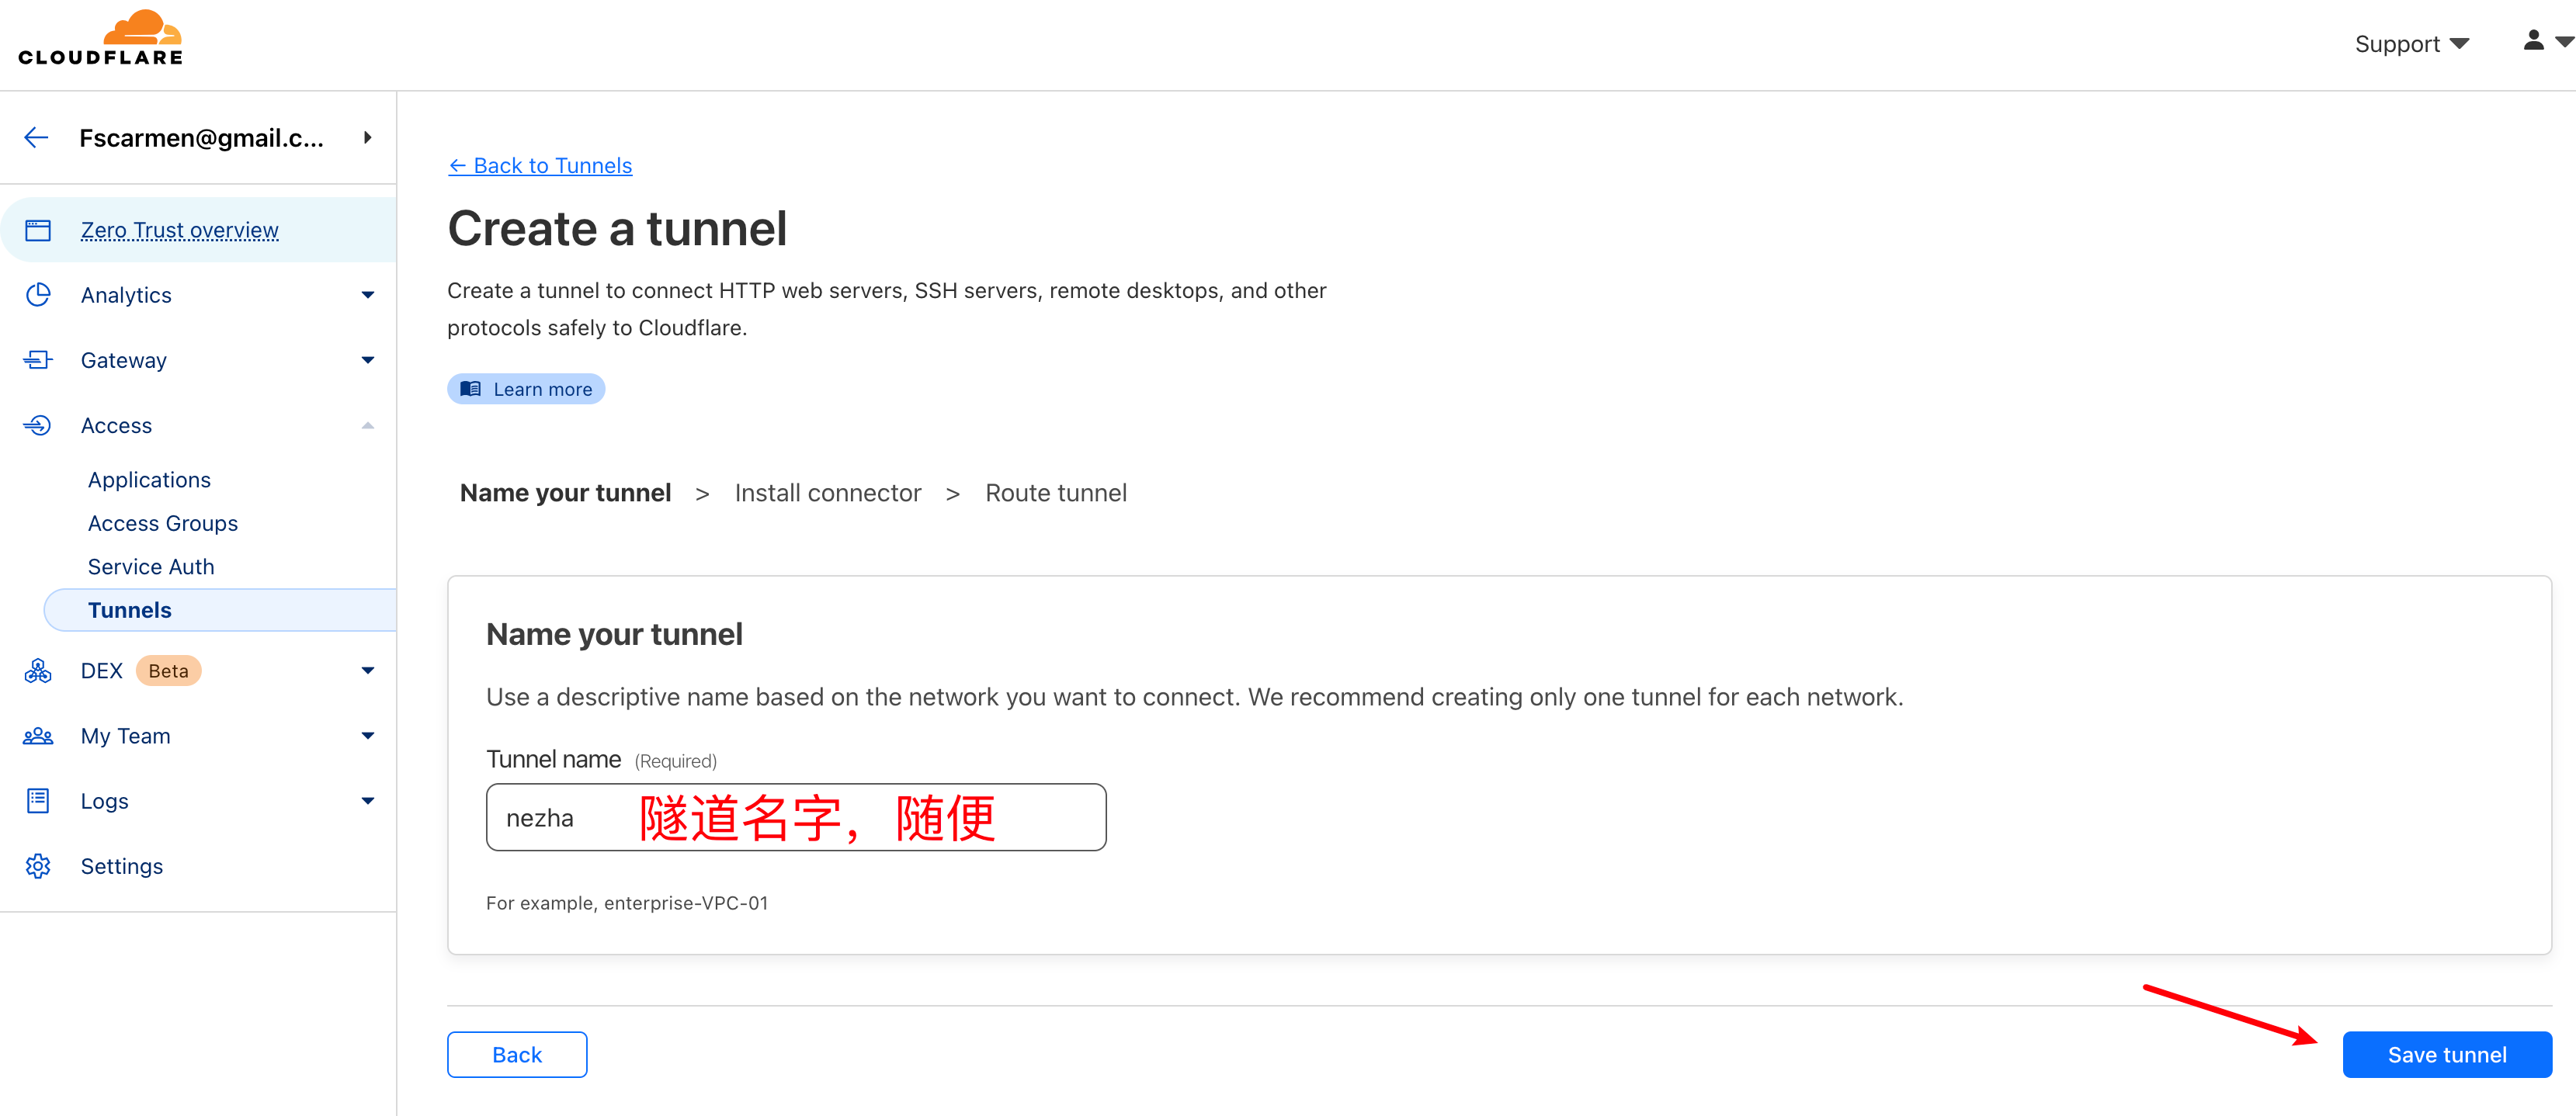 CLOUDFLARE
Support
Fscarmen@gmail.c...
Zero Trust overview
Analytics
Gateway
Access
Applications
Access Groups
Service Auth
Tunnels
DEX Beta
My Team
Logs
Settings
← Back to Tunnels
Create a tunnel
Create a tunnel to connect HTTP web servers, SSH servers, remote desktops, and other
protocols safely to Cloudflare.
Learn more
Name your tunnel > Install connector > Route tunnel
Name your tunnel
Use a descriptive name based on the network you want to connect. We recommend creating only one tunnel for each network.
Tunnel name (Required)
nezha 隧道名字，随便
For example, enterprise-VPC-01
Back
Save tunnel